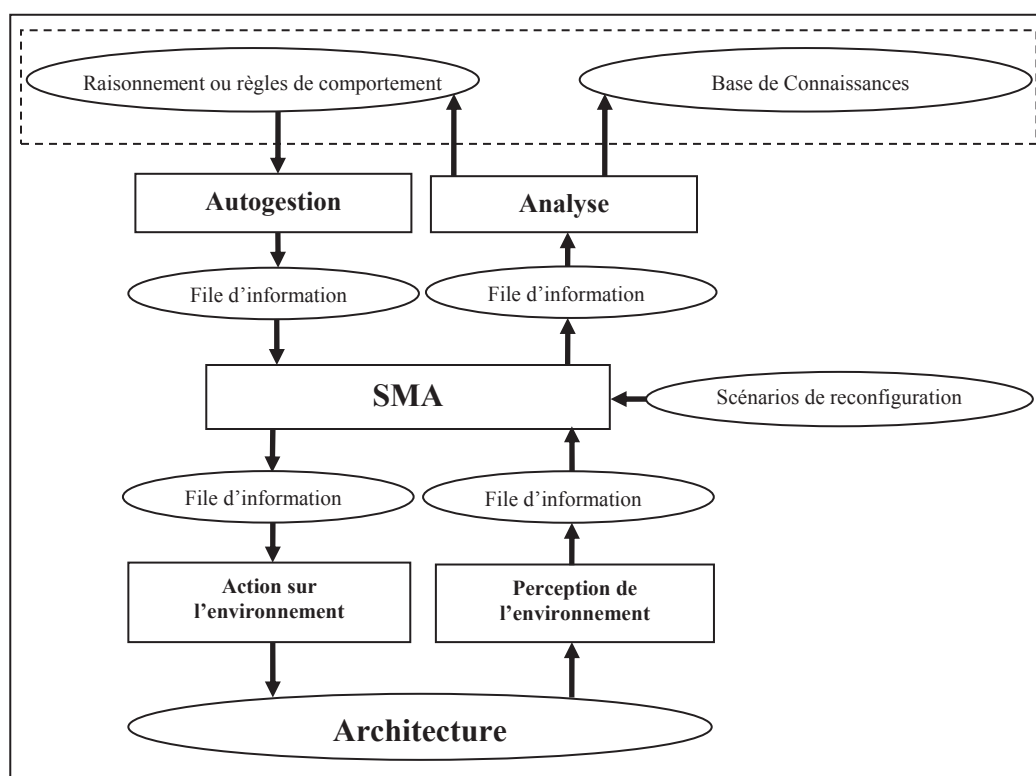 Raisonnement ou règles de comportement
Base de Connaissances
Autogestion
Analyse
File d'information
File d'information
SMA
Scénarios de reconfiguration
File d'information
File d'information
Action sur
l'environnement
Perception de
l'environnement
Architecture